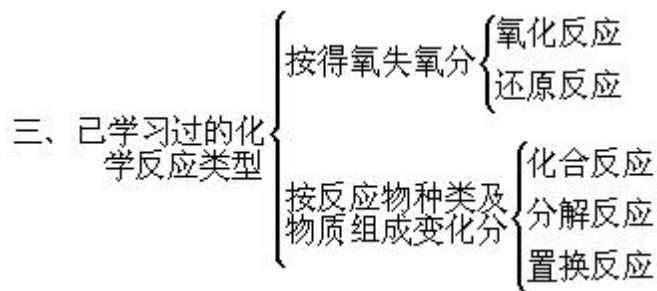 三、已学习过的化
学反应类型
按得氧失氧分
氧化反应
还原反应
按反应物种类及
物质组成变化分
化合反应
分解反应
置换反应